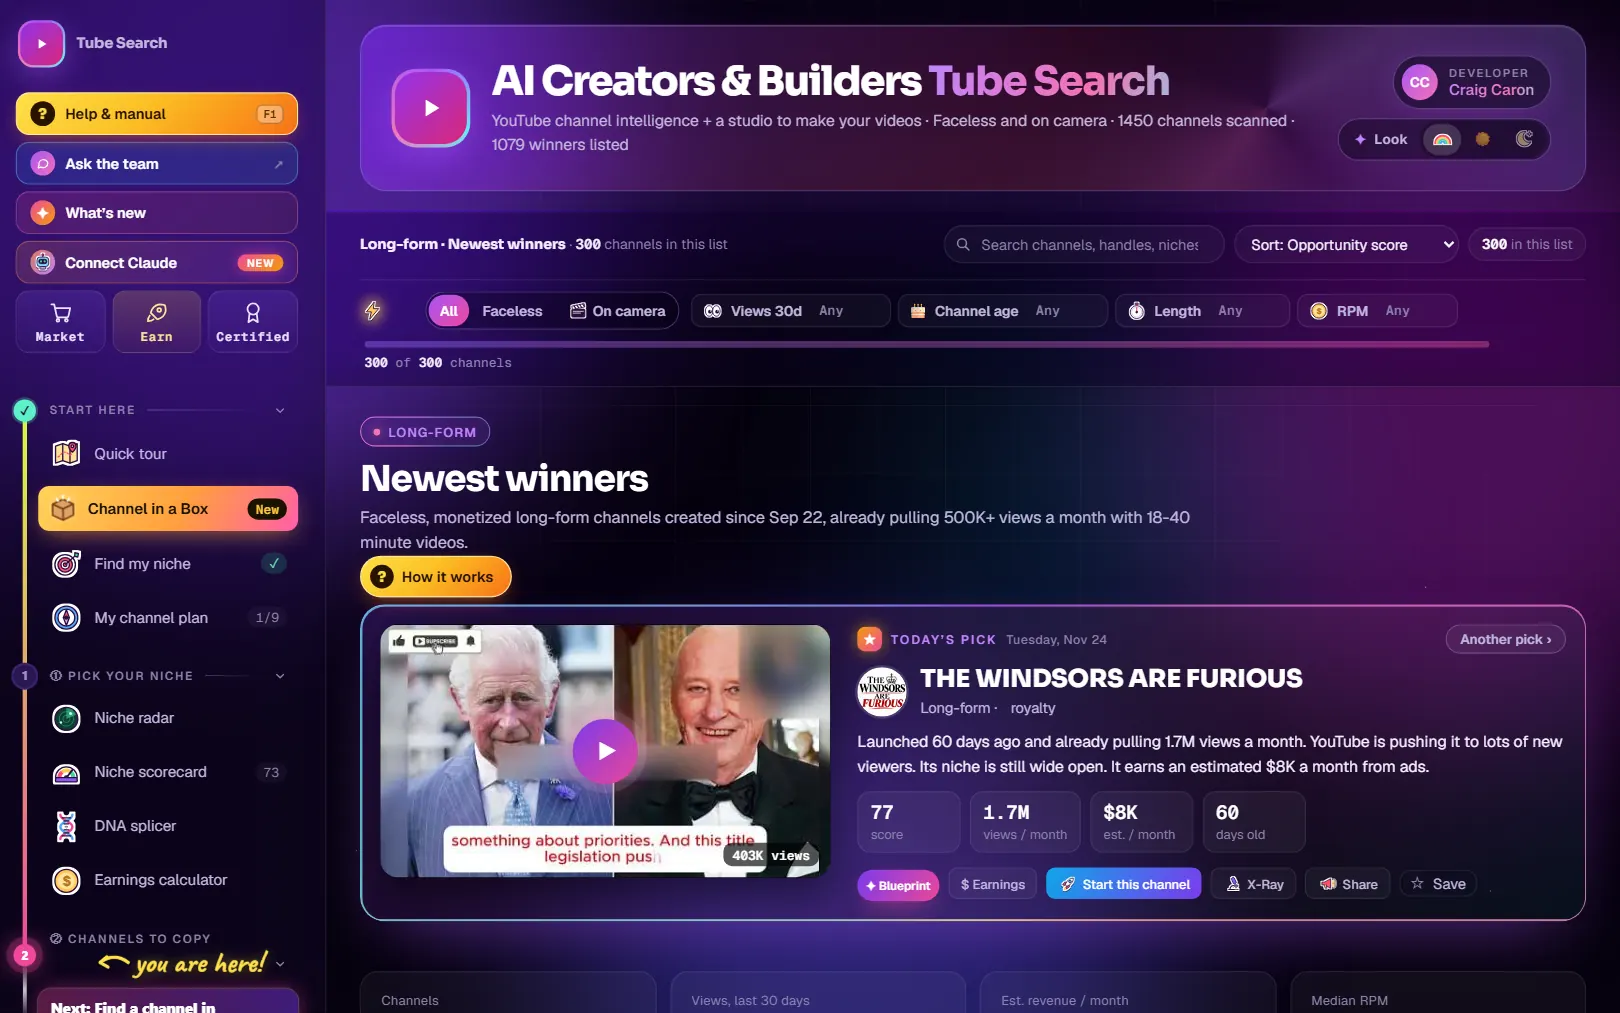 Tube Search
Help & manual F1
Ask the team ↗
What's new
Connect Claude NEW
Market Earn Certified
START HERE
Quick tour
Channel in a Box New
Find my niche ✓
My channel plan 1/9
1 ① PICK YOUR NICHE
Niche radar
Niche scorecard 73
DNA splicer
Earnings calculator
2 ② CHANNELS TO COPY
you are here!
Next: Find a channel in
AI Creators & Builders Tube Search
YouTube channel intelligence + a studio to make your videos · Faceless and on camera · 1450 channels scanned ·
1079 winners listed
CC DEVELOPER
Craig Caron
Look
Long-form · Newest winners · 300 channels in this list
Search channels, handles, niches
Sort: Opportunity score
300 in this list
All Faceless On camera
Views 30d Any
Channel age Any
Length Any
RPM Any
300 of 300 channels
LONG-FORM
Newest winners
Faceless, monetized long-form channels created since Sep 22, already pulling 500K+ views a month with 18-40
minute videos.
? How it works
SUBSCRIBE
something about priorities. And this title
legislation push
403K views
TODAY'S PICK Tuesday, Nov 24
Another pick ›
THE WINDSORS ARE FURIOUS
THE WINDSORS ARE FURIOUS
Long-form · royalty
Launched 60 days ago and already pulling 1.7M views a month. YouTube is pushing it to lots of new
viewers. Its niche is still wide open. It earns an estimated $8K a month from ads.
77 score
1.7M views / month
$8K est. / month
60 days old
Blueprint
$ Earnings
Start this channel
X-Ray
Share
☆ Save
Channels
Views, last 30 days
Est. revenue / month
Median RPM